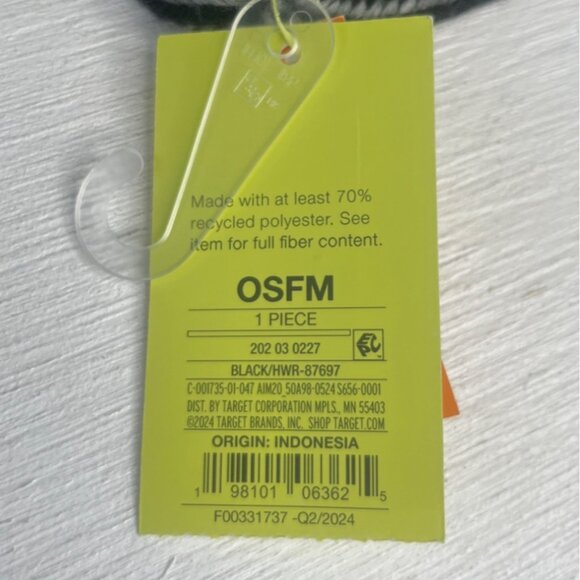 Made with at least 70%
recycled polyester. See
item for full fiber content.
OSFM
1 PIECE
202 03 0227
EPC
BLACK/HWR-87697
C-001735-01-047 AIM20_50A98-0524 S656-0001
DIST. BY TARGET CORPORATION MPLS., MN 55403
©2024 TARGET BRANDS, INC. SHOP TARGET.COM
ORIGIN: INDONESIA
1 98101 06362 5
F00331737 -Q2/2024